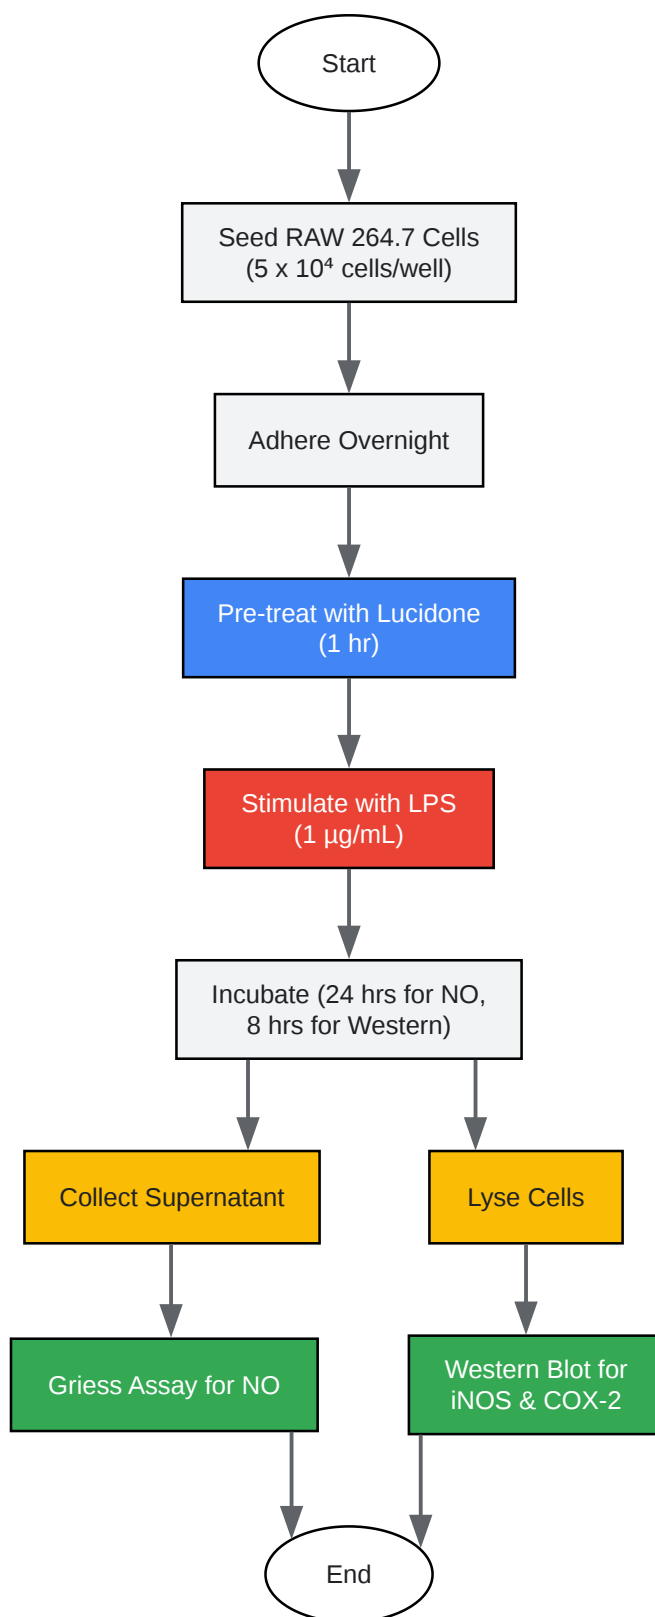 Start
Seed RAW 264.7 Cells
(5 x 10⁴ cells/well)
Adhere Overnight
Pre-treat with Lucidone
(1 hr)
Stimulate with LPS
(1 µg/mL)
Incubate (24 hrs for NO,
8 hrs for Western)
Collect Supernatant
Lyse Cells
Griess Assay for NO
Western Blot for
iNOS & COX-2
End